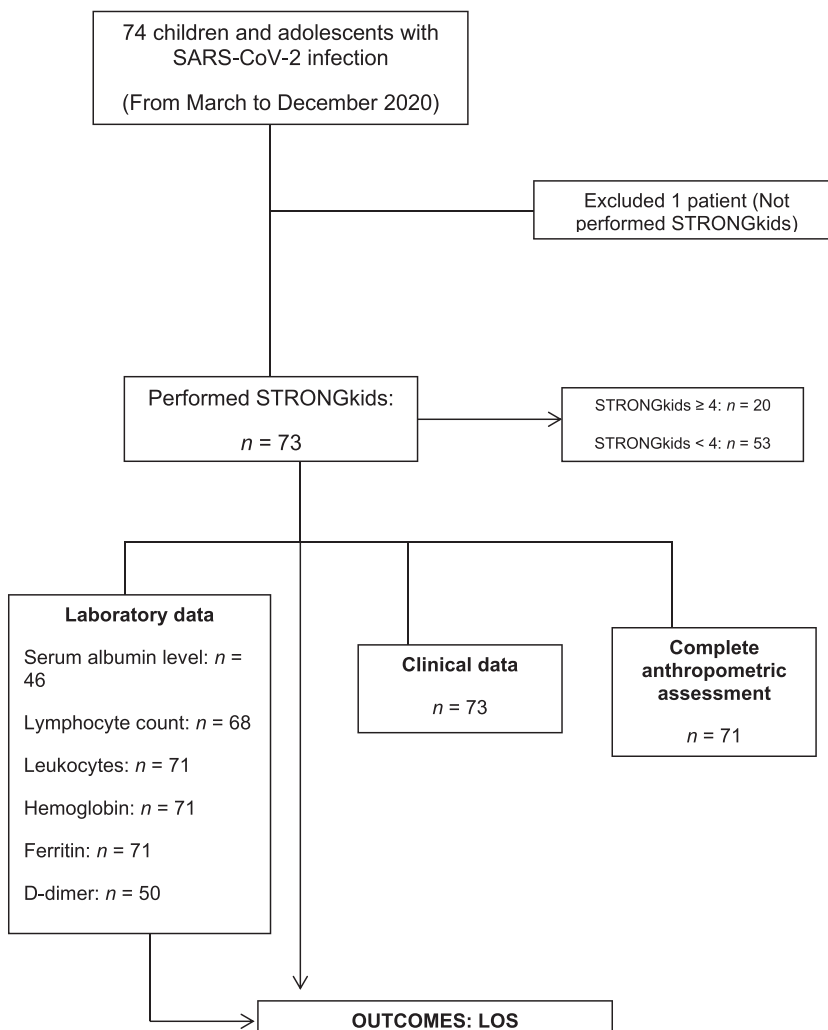 74 children and adolescents with
SARS-CoV-2 infection
(From March to December 2020)
Excluded 1 patient (Not
performed STRONGkids)
Performed STRONGkids:
n = 73
STRONGkids ≥ 4: n = 20
STRONGkids < 4: n = 53
Laboratory data
Serum albumin level: n =
46
Lymphocyte count: n = 68
Leukocytes: n = 71
Hemoglobin: n = 71
Ferritin: n = 71
D-dimer: n = 50
Clinical data
n = 73
Complete
anthropometric
assessment
n = 71
OUTCOMES: LOS